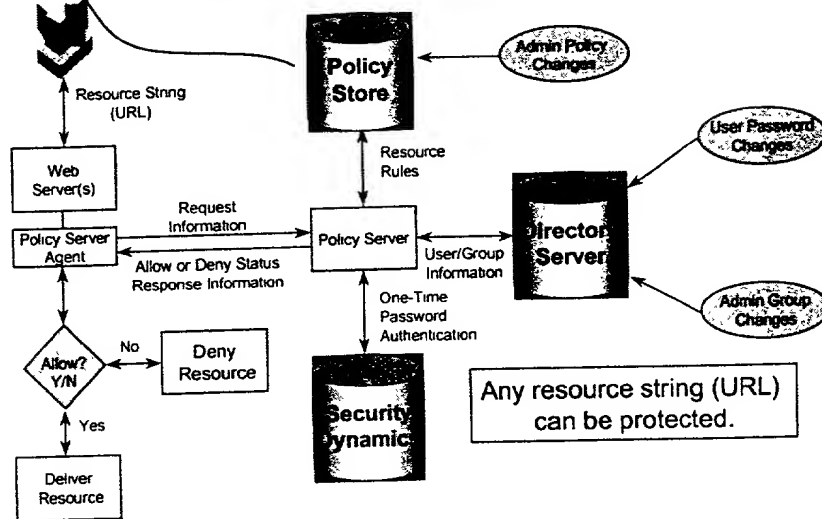 Policy
Store
Admin Policy
Changes
Resource String
(URL)
Web
Server(s)
Resource
Rules
User Password
Changes
Request
Information
Policy Server
Agent
Policy Server
Allow or Deny Status
Response Information
User/Group
Information
Director
Server
One-Time
Password
Authentication
Admin Group
Changes
Allow?
Y/N
No
Deny
Resource
Yes
Security
Dynamic
Any resource string (URL)
can be protected.
Deliver
Resource